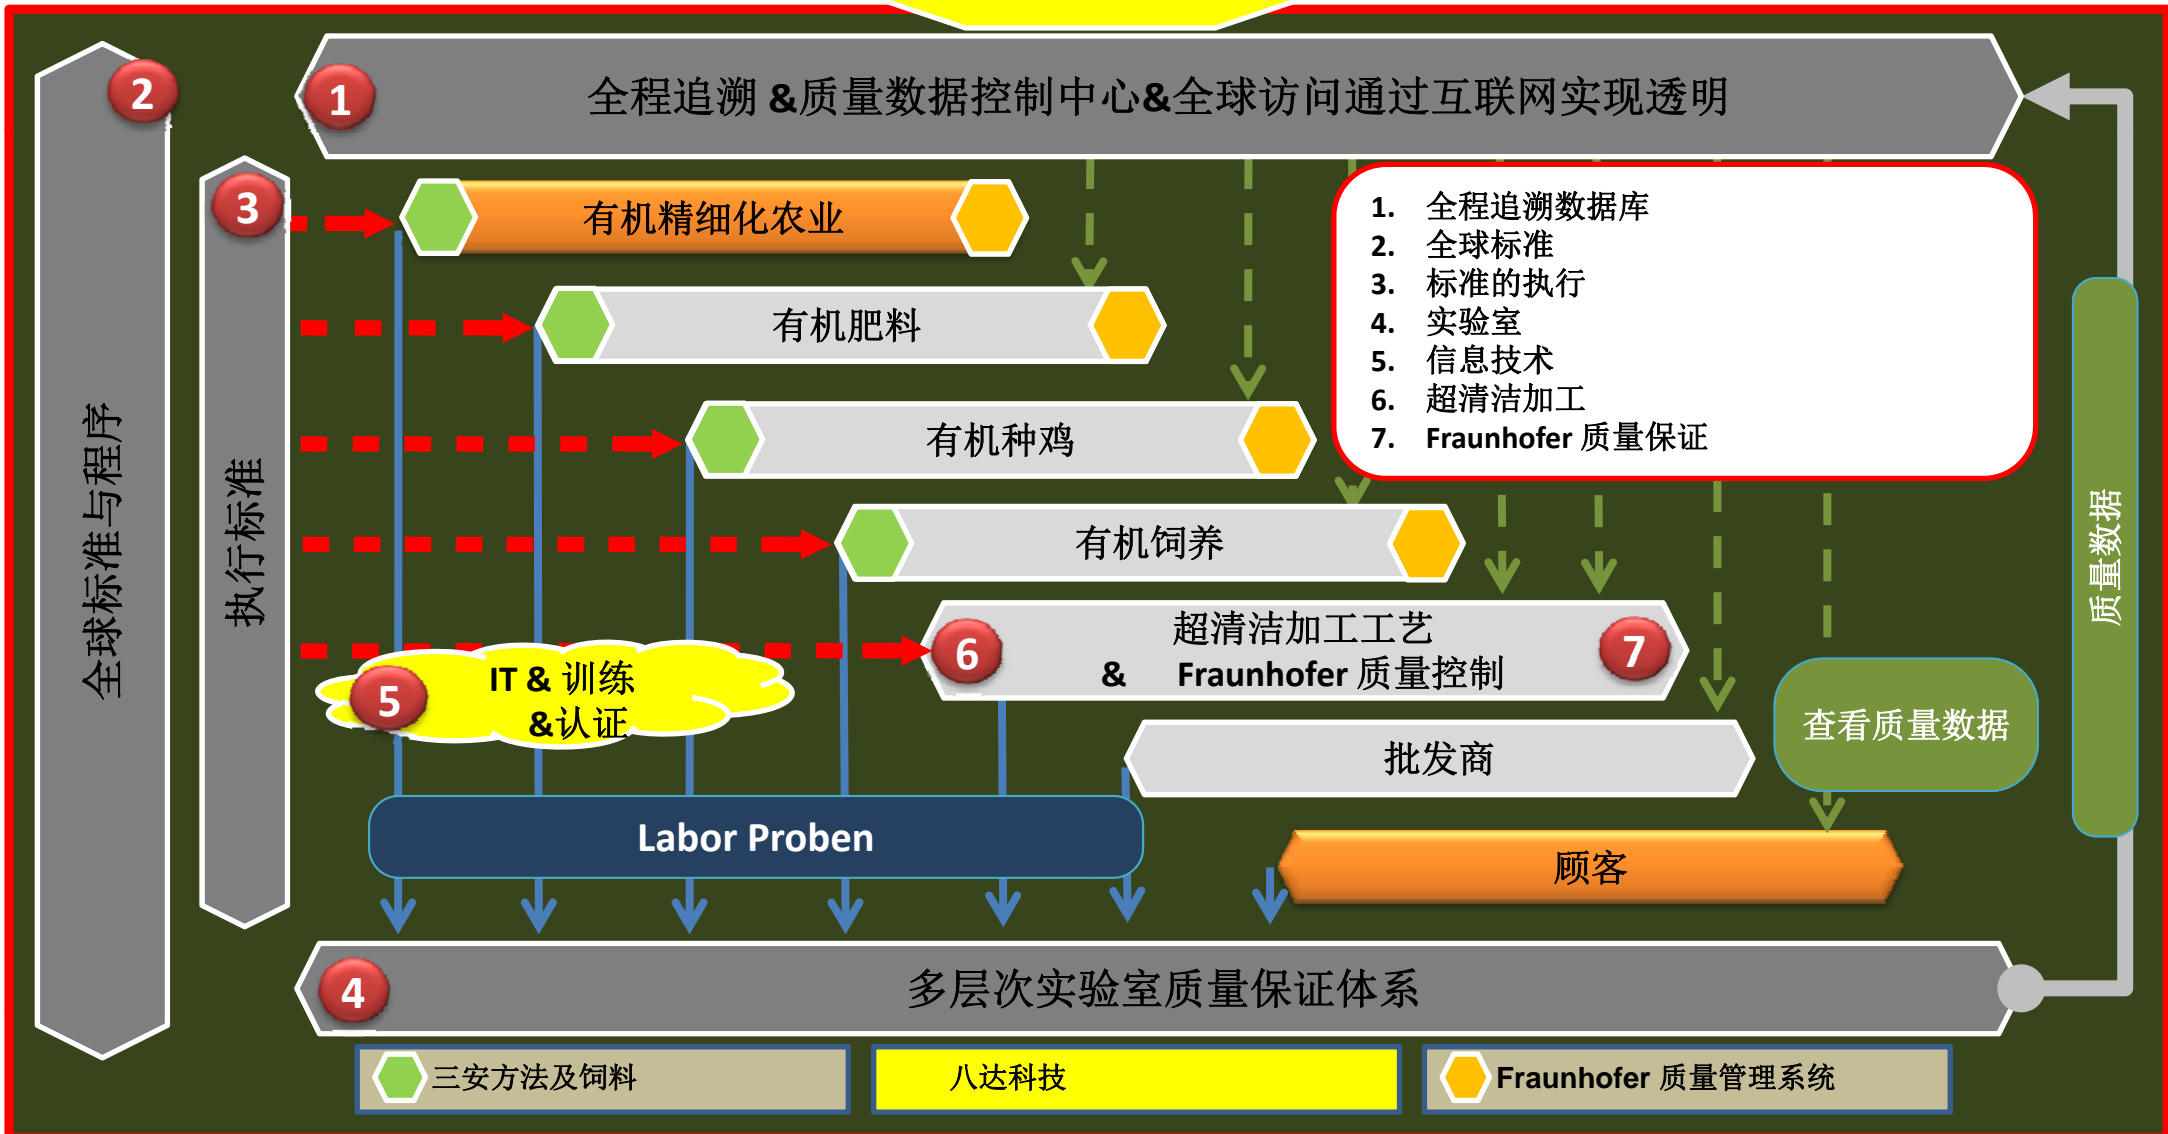 2
1
全程追溯 &质量数据控制中心&全球访问通过互联网实现透明
3
有机精细化农业
1. 全程追溯数据库
2. 全球标准
3. 标准的执行
4. 实验室
5. 信息技术
6. 超清洁加工
7. Fraunhofer 质量保证
有机肥料
有机种鸡
有机饲养
全球标准与程序
执行标准
质量数据
6
超清洁加工工艺
& Fraunhofer 质量控制
7
5
IT & 训练
&认证
查看质量数据
批发商
Labor Proben
顾客
4
多层次实验室质量保证体系
三安方法及饲料
八达科技
Fraunhofer 质量管理系统